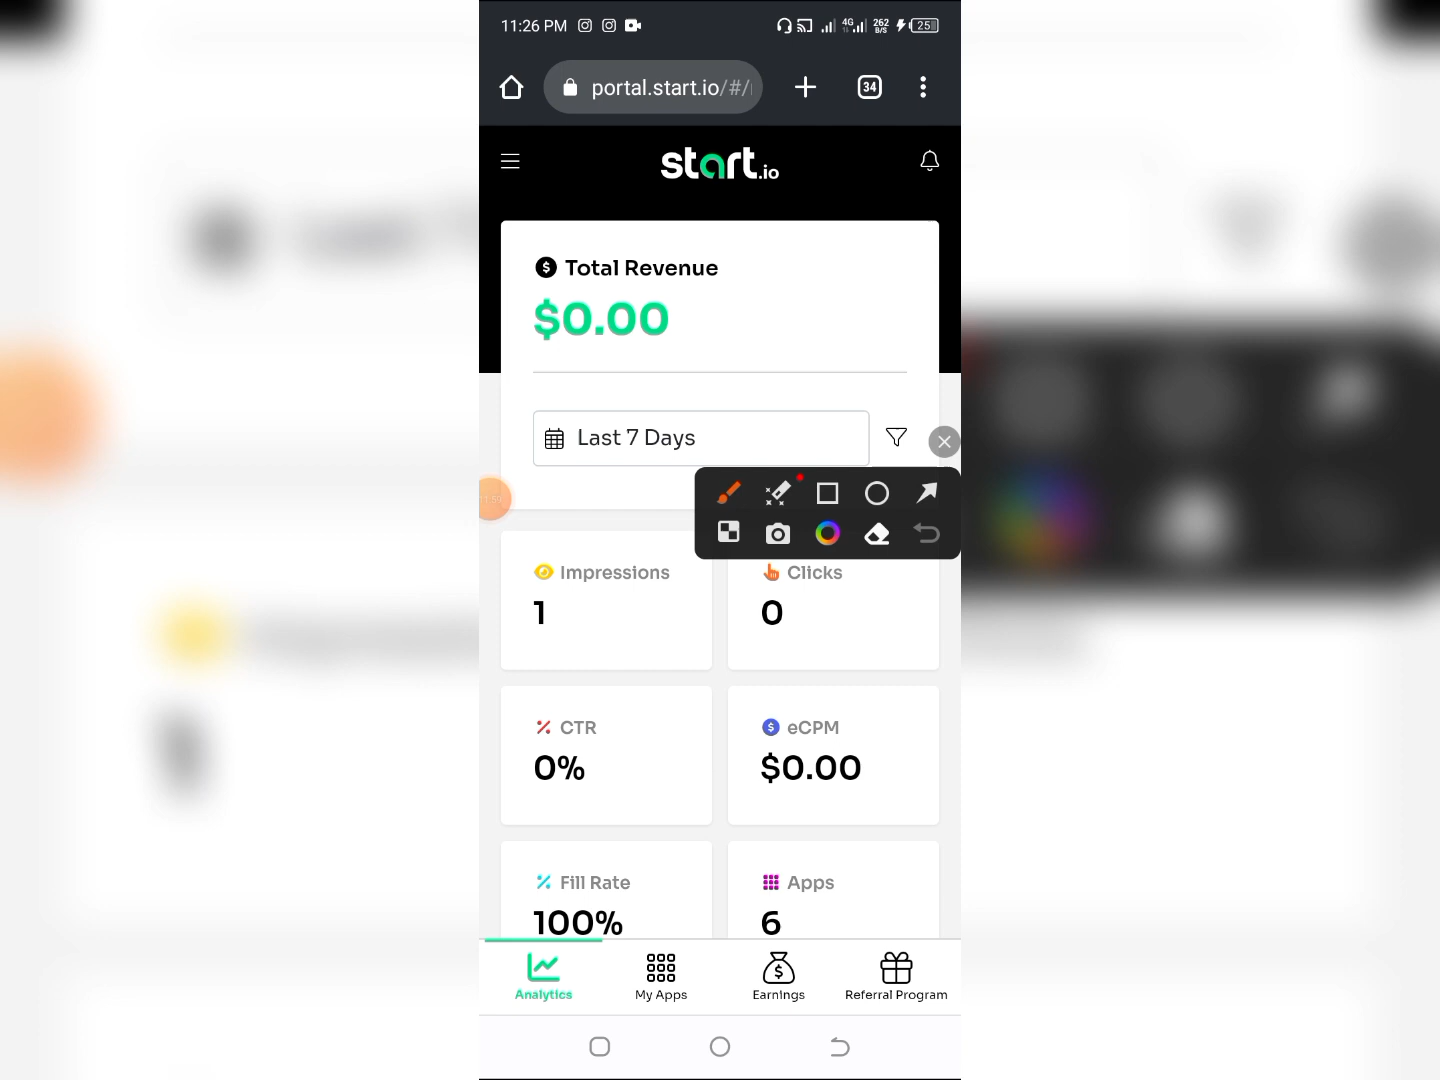 11:26 PM 4G 262 B/S 25
portal.start.io/#/ 34
start.io
Total Revenue
$0.00
Last 7 Days
Impressions Clicks
1 0
CTR eCPM
0% $0.00
Fill Rate Apps
100% 6
Analytics My Apps Earnings Referral Program